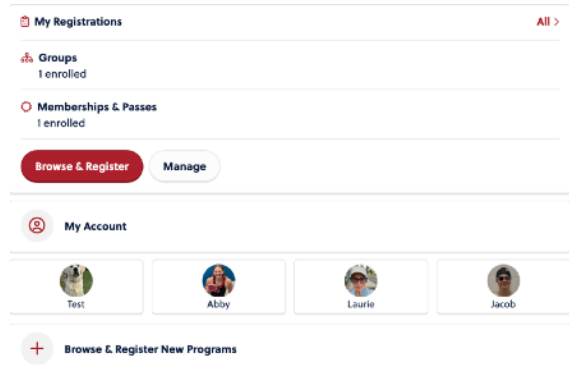 My Registrations
All >
Groups
1 enrolled
Memberships & Passes
1 enrolled
Browse & Register
Manage
My Account
Test
Abby
Laurie
Jacob
Browse & Register New Programs